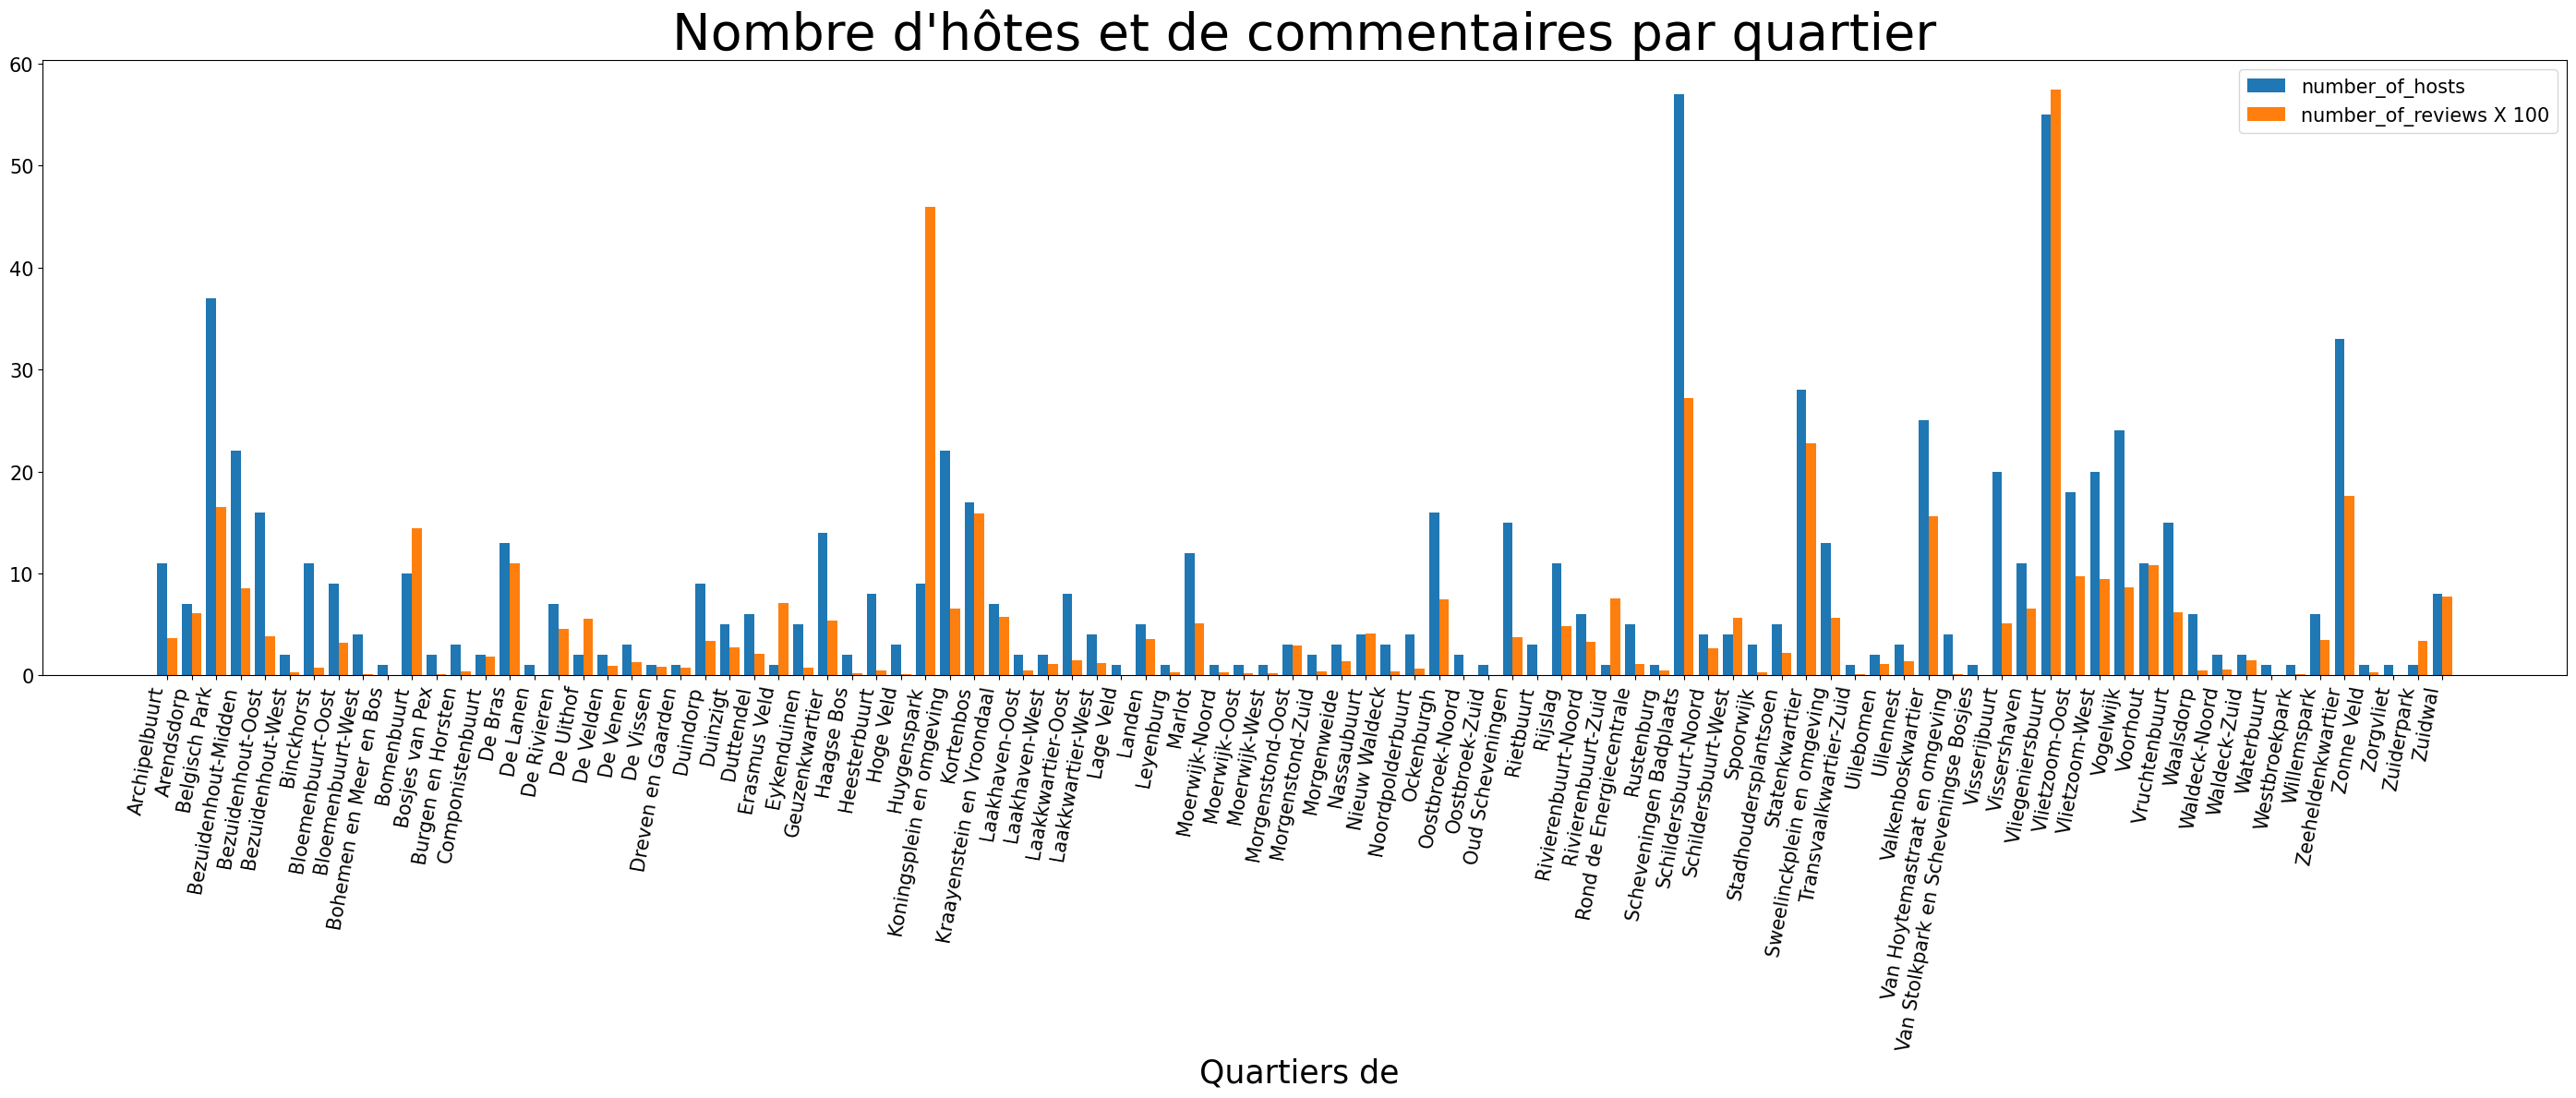 Nombre d'hôtes et de commentaires par quartier
60
50
40
30
20
10
0
number_of_hosts
number_of_reviews X 100
Archipelbuurt
Arendsdorp
Belgisch Park
Bezuidenhout-Midden
Bezuidenhout-Oost
Bezuidenhout-West
Binckhorst
Bloemenbuurt-Oost
Bloemenbuurt-West
Bohemen en Meer en Bos
Bomenbuurt
Bosjes van Pex
Burgen en Horsten
Componistenbuurt
De Bras
De Lanen
De Rivieren
De Uithof
De Velden
De Venen
De Vissen
Dreven en Gaarden
Duindorp
Duinzigt
Duttendel
Erasmus Veld
Eykenduinen
Geuzenkwartier
Haagse Bos
Heesterbuurt
Hoge Veld
Huygenspark
Koningsplein en omgeving
Kortenbos
Kraayenstein en Vroondaal
Laakhaven-Oost
Laakhaven-West
Laakkwartier-Oost
Laakkwartier-West
Lage Veld
Landen
Leyenburg
Marlot
Moerwijk-Noord
Moerwijk-Oost
Moerwijk-West
Morgenstond-Oost
Morgenstond-Zuid
Morgenweide
Nassaubuurt
Nieuw Waldeck
Noordpolderbuurt
Ockenburgh
Oostbroek-Noord
Oostbroek-Zuid
Oud Scheveningen
Rietbuurt
Rijslag
Rivierenbuurt-Noord
Rivierenbuurt-Zuid
Rond de Energiecentrale
Rustenburg
Scheveningen Badplaats
Schildersbuurt-Noord
Schildersbuurt-West
Spoorwijk
Stadhoudersplantsoen
Statenkwartier
Sweelinckplein en omgeving
Transvaalkwartier-Zuid
Uilebomen
Uilennest
Valkenboskwartier
Van Hoytemastraat en omgeving
Van Stolkpark en Scheveningse Bosjes
Visserijbuurt
Vissershaven
Vliegeniersbuurt
Vlietzoom-Oost
Vlietzoom-West
Vogelwijk
Voorhout
Vruchtenbuurt
Waalsdorp
Waldeck-Noord
Waldeck-Zuid
Waterbuurt
Westbroekpark
Willemspark
Zeeheldenkwartier
Zonne Veld
Zorgvliet
Zuiderpark
Zuidwal
Quartiers de